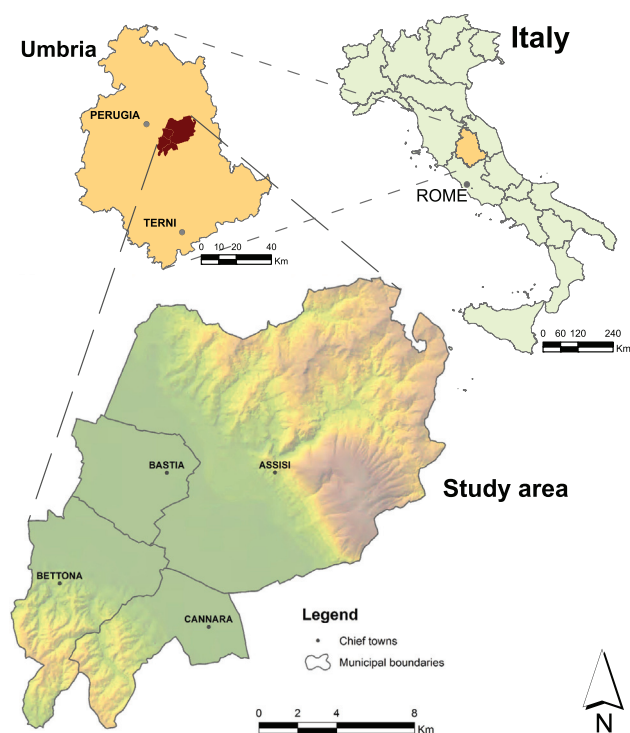 Umbria
Italy
PERUGIA
ROME
TERNI
0 10 20 40
Km
0 60 120 240
Km
BASTIA
ASSISI
Study area
BETTONA
CANNARA
Legend
Chief towns
Municipal boundaries
0 2 4 8
Km
N